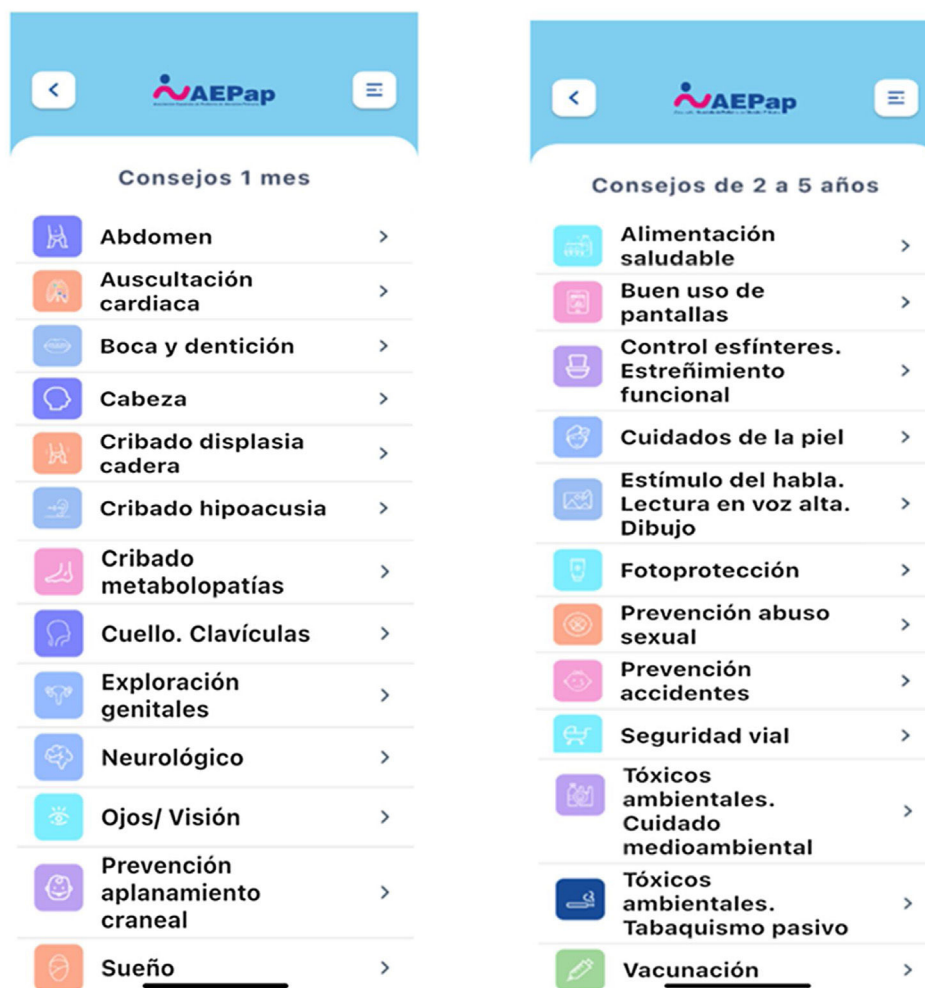 AEPap
Consejos 1 mes
Abdomen
Auscultación
cardiaca
Boca y dentición
Cabeza
Cribado displasia
cadera
Cribado hipoacusia
Cribado
metabolopatías
Cuello. Clavículas
Exploración
genitales
Neurológico
Ojos/ Visión
Prevención
aplanamiento
craneal
Sueño
AEPap
Consejos de 2 a 5 años
Alimentación
saludable
Buen uso de
pantallas
Control esfínteres.
Estreñimiento
funcional
Cuidados de la piel
Estímulo del habla.
Lectura en voz alta.
Dibujo
Fotoprotección
Prevención abuso
sexual
Prevención
accidentes
Seguridad vial
Tóxicos
ambientales.
Cuidado
medioambiental
Tóxicos
ambientales.
Tabaquismo pasivo
Vacunación